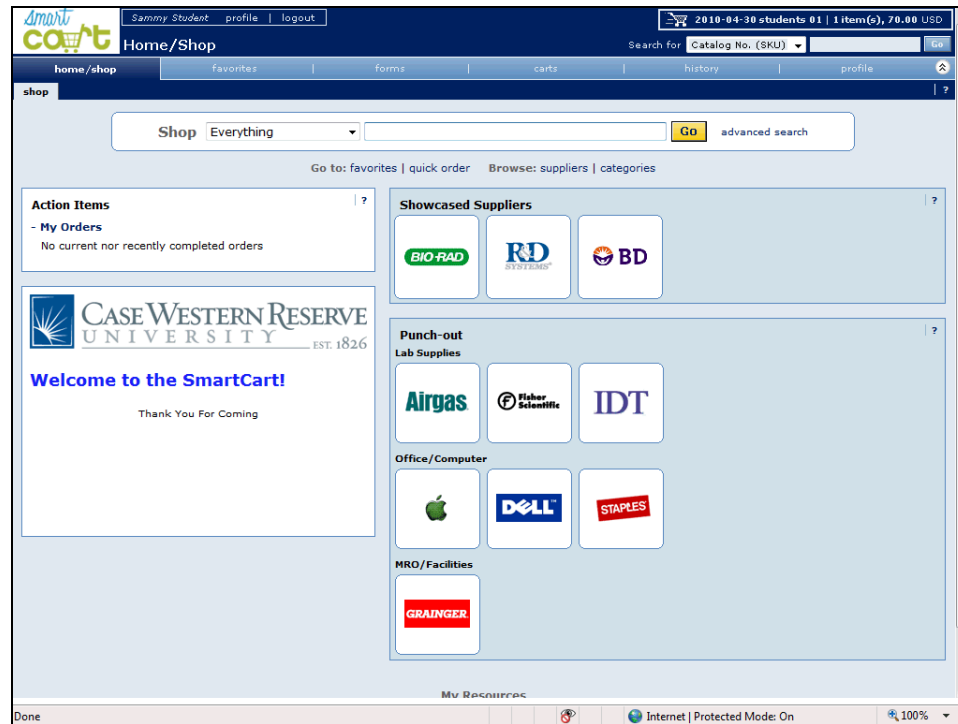 smart cart
Sammy Student profile | logout
2010-04-30 students 01 | 1 item(s), 70.00 USD
Home/Shop
Search for Catalog No. (SKU) Go
home/shop favorites | forms | carts | history | profile
shop | ?
Shop Everything Go advanced search
Go to: favorites | quick order Browse: suppliers | categories
Action Items | ?
- My Orders
No current nor recently completed orders
Showcased Suppliers | ?
BIO-RAD R&D SYSTEMS BD
CASE WESTERN RESERVE
UNIVERSITY EST. 1826
Welcome to the SmartCart!
Thank You For Coming
Punch-out | ?
Lab Supplies
Airgas Fisher Scientific IDT
Office/Computer
DELL STAPLES
MRO/Facilities
GRAINGER
My Resources
Done Internet | Protected Mode: On 100%